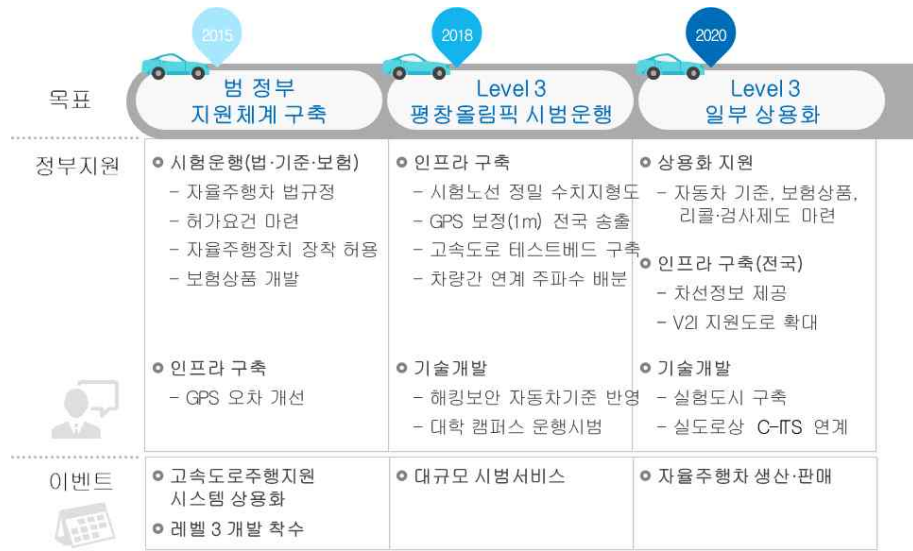 2015
2018
2020
목표
범 정부
지원체계 구축
Level 3
평창올림픽 시범운행
Level 3
일부 상용화
정부지원
시험운행(법·기준·보험)
– 자율주행차 법규정
– 허가요건 마련
– 자율주행장치 장착 허용
– 보험상품 개발
인프라 구축
– GPS 오차 개선
인프라 구축
– 시험노선 정밀 수치지형도
– GPS 보정(1m) 전국 송출
– 고속도로 테스트베드 구축
– 차량간 연계 주파수 배분
기술개발
– 해킹보안 자동차기준 반영
– 대학 캠퍼스 운행시범
상용화 지원
– 자동차 기준, 보험상품,
리콜·검사제도 마련
인프라 구축(전국)
– 차선정보 제공
– V2I 지원도로 확대
기술개발
– 실험도시 구축
– 실도로상 C-ITS 연계
이벤트
고속도로주행지원
시스템 상용화
레벨 3 개발 착수
대규모 시범서비스
자율주행차 생산·판매